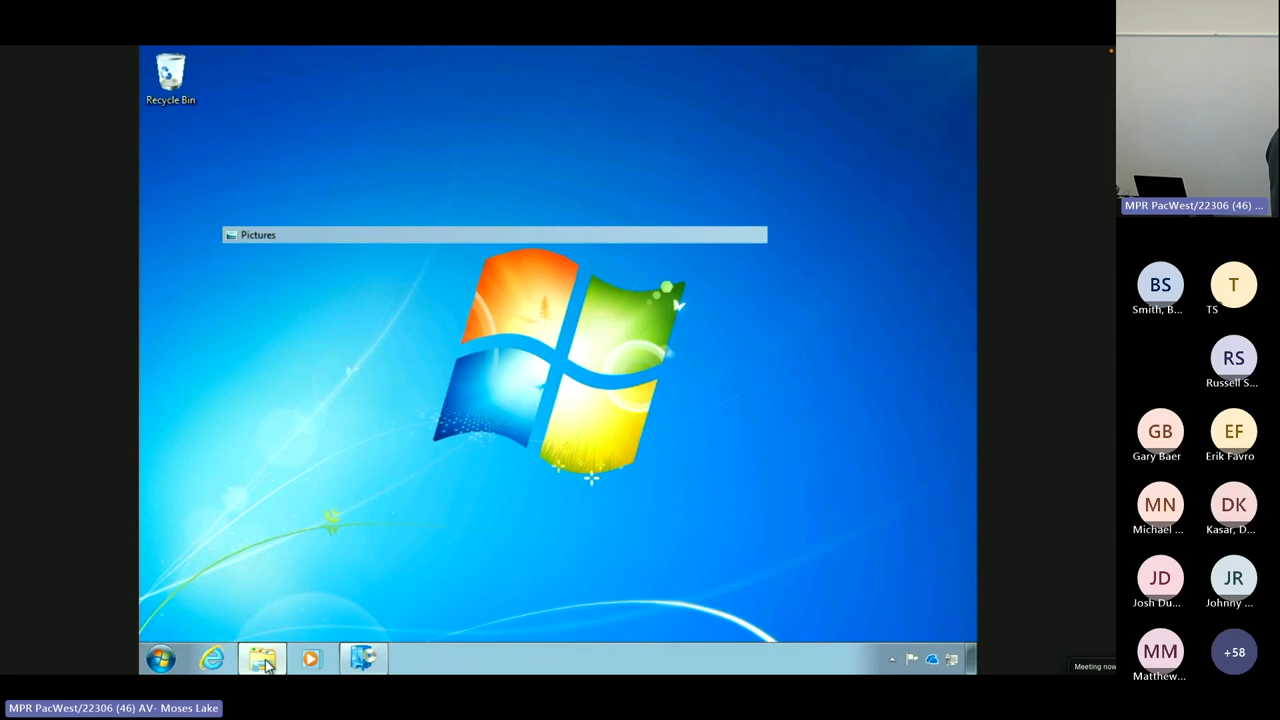 Recycle Bin
Pictures
MPR PacWest/22306 (46) ...
BS
Smith, B...
T
TS
RS
Russell S...
GB
Gary Baer
EF
Erik Favro
MN
Michael ...
DK
Kasar, D...
JD
Josh Du...
JR
Johnny ...
MM
Matthew...
+58
Meeting now
MPR PacWest/22306 (46) AV- Moses Lake